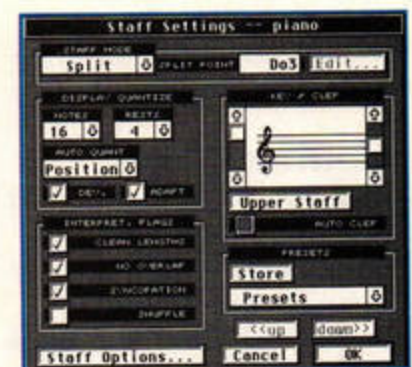 Staff Settings -- piano
STAFF MODE
Split
SPLIT POINT
Do3
Edit...
DISPLAY QUANTIZE
NOTES
RESTS
16
4
AUTO QUANT
Position
DEV.
ADAPT
INTERPRET. FLAGS
CLEAN LENGTHS
NO OVERLAP
SYNCOPATION
SHUFFLE
Staff Options...
KEY / CLEF
Upper Staff
AUTO CLEF
PRESETS
Store
Presets
<<up
down>>
Cancel
OK